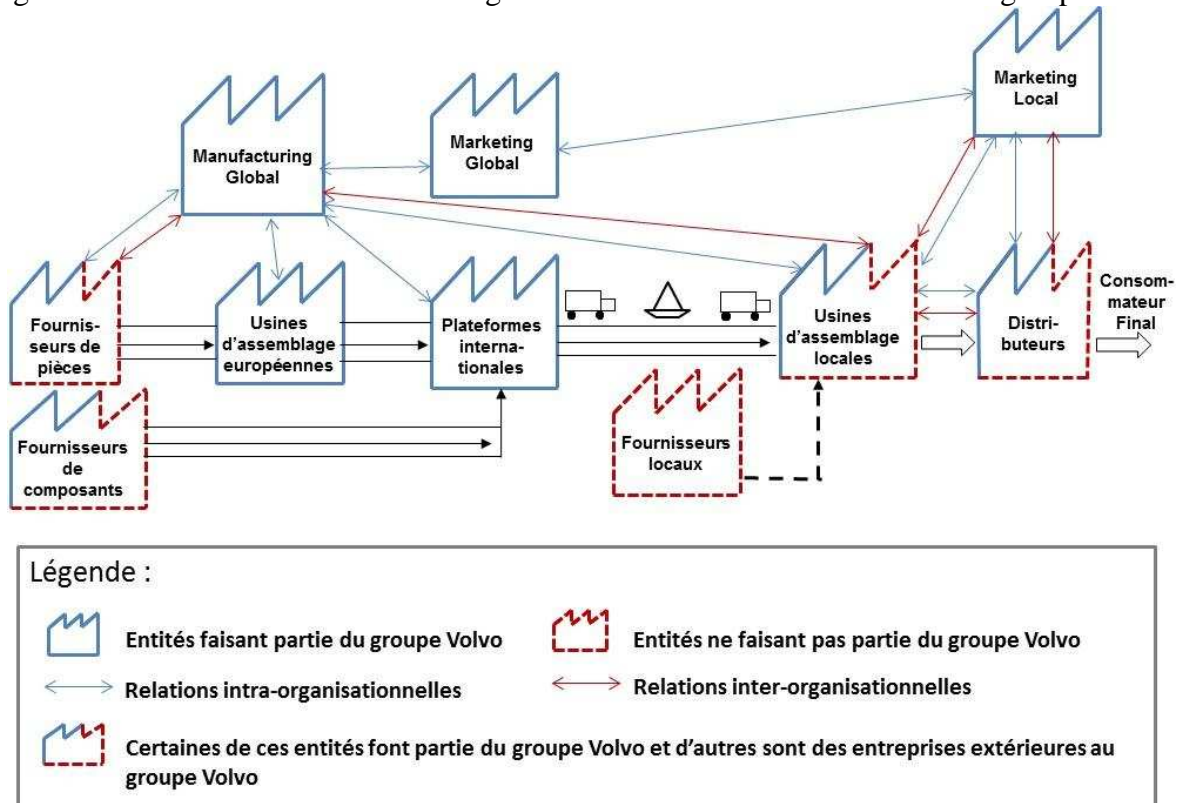 Marketing
Local
Marketing
Global
Manufacturing
Global
Consom-
mateur
Final
Fournis-
seurs de
pièces
Usines
d'assemblage
européennes
Plateformes
interna-
tionales
Usines
d'assemblage
locales
Distri-
buteurs
Fournisseurs
de
composants
Fournisseurs
locaux
Légende :
Entités faisant partie du groupe Volvo
Entités ne faisant pas partie du groupe Volvo
Relations intra-organisationnelles
Relations inter-organisationnelles
Certaines de ces entités font partie du groupe Volvo et d'autres sont des entreprises extérieures au
groupe Volvo